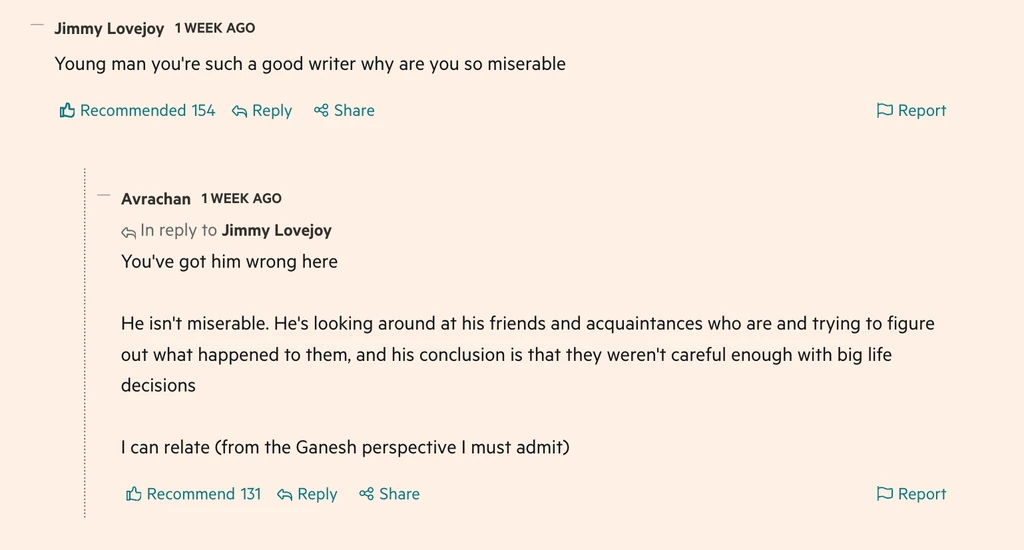 Jimmy Lovejoy 1 WEEK AGO
Young man you're such a good writer why are you so miserable
Recommended 154 Reply Share Report
Avrachan 1 WEEK AGO
In reply to Jimmy Lovejoy
You've got him wrong here
He isn't miserable. He's looking around at his friends and acquaintances who are and trying to figure
out what happened to them, and his conclusion is that they weren't careful enough with big life
decisions
I can relate (from the Ganesh perspective I must admit)
Recommend 131 Reply Share Report